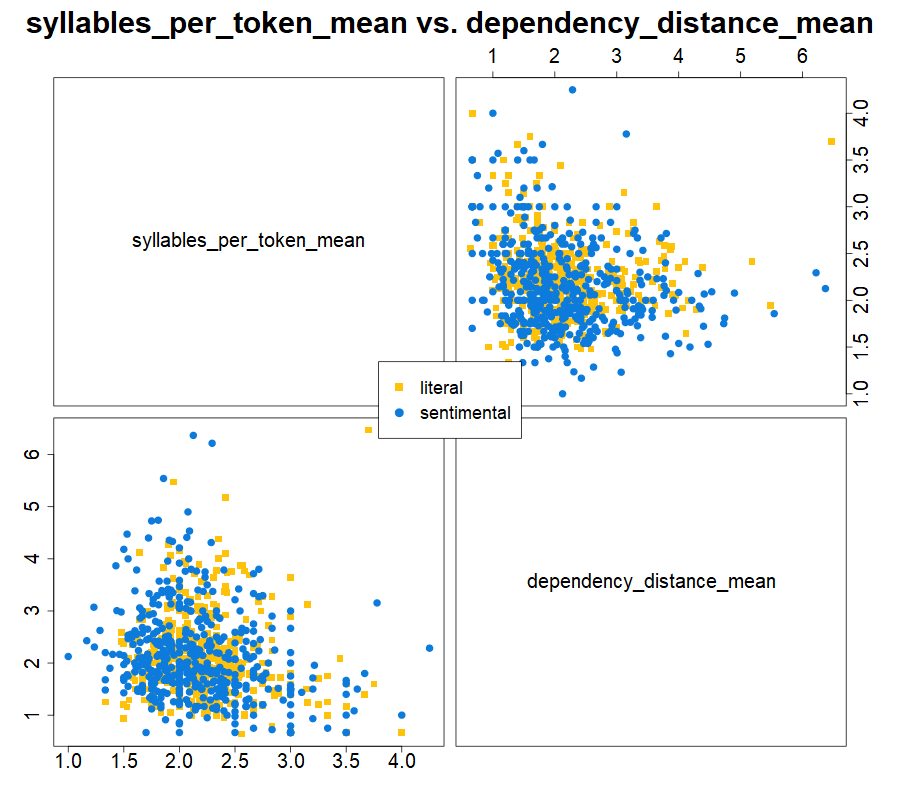 syllables_per_token_mean vs. dependency_distance_mean
1 2 3 4 5 6
syllables_per_token_mean
1.0 1.5 2.0 2.5 3.0 3.5 4.0
literal
sentimental
1 2 3 4 5 6
dependency_distance_mean
1.0 1.5 2.0 2.5 3.0 3.5 4.0